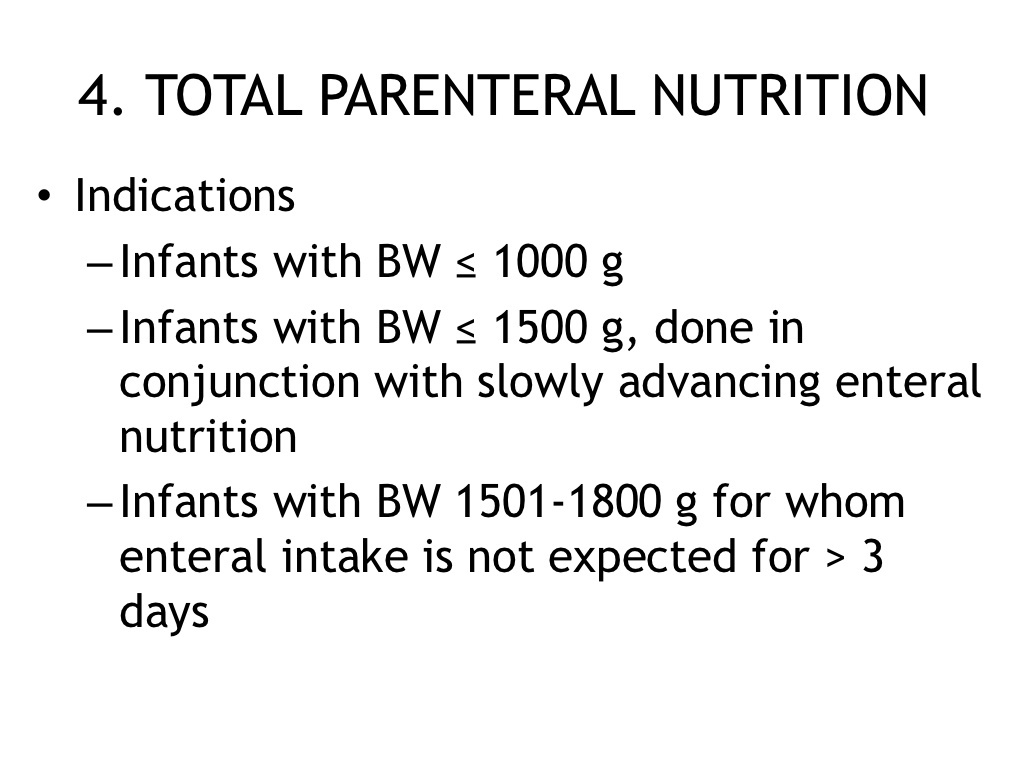 4. TOTAL PARENTERAL NUTRITION
• Indications
–Infants with BW ≤ 1000 g
–Infants with BW ≤ 1500 g, done in
conjunction with slowly advancing enteral
nutrition
–Infants with BW 1501-1800 g for whom
enteral intake is not expected for > 3
days